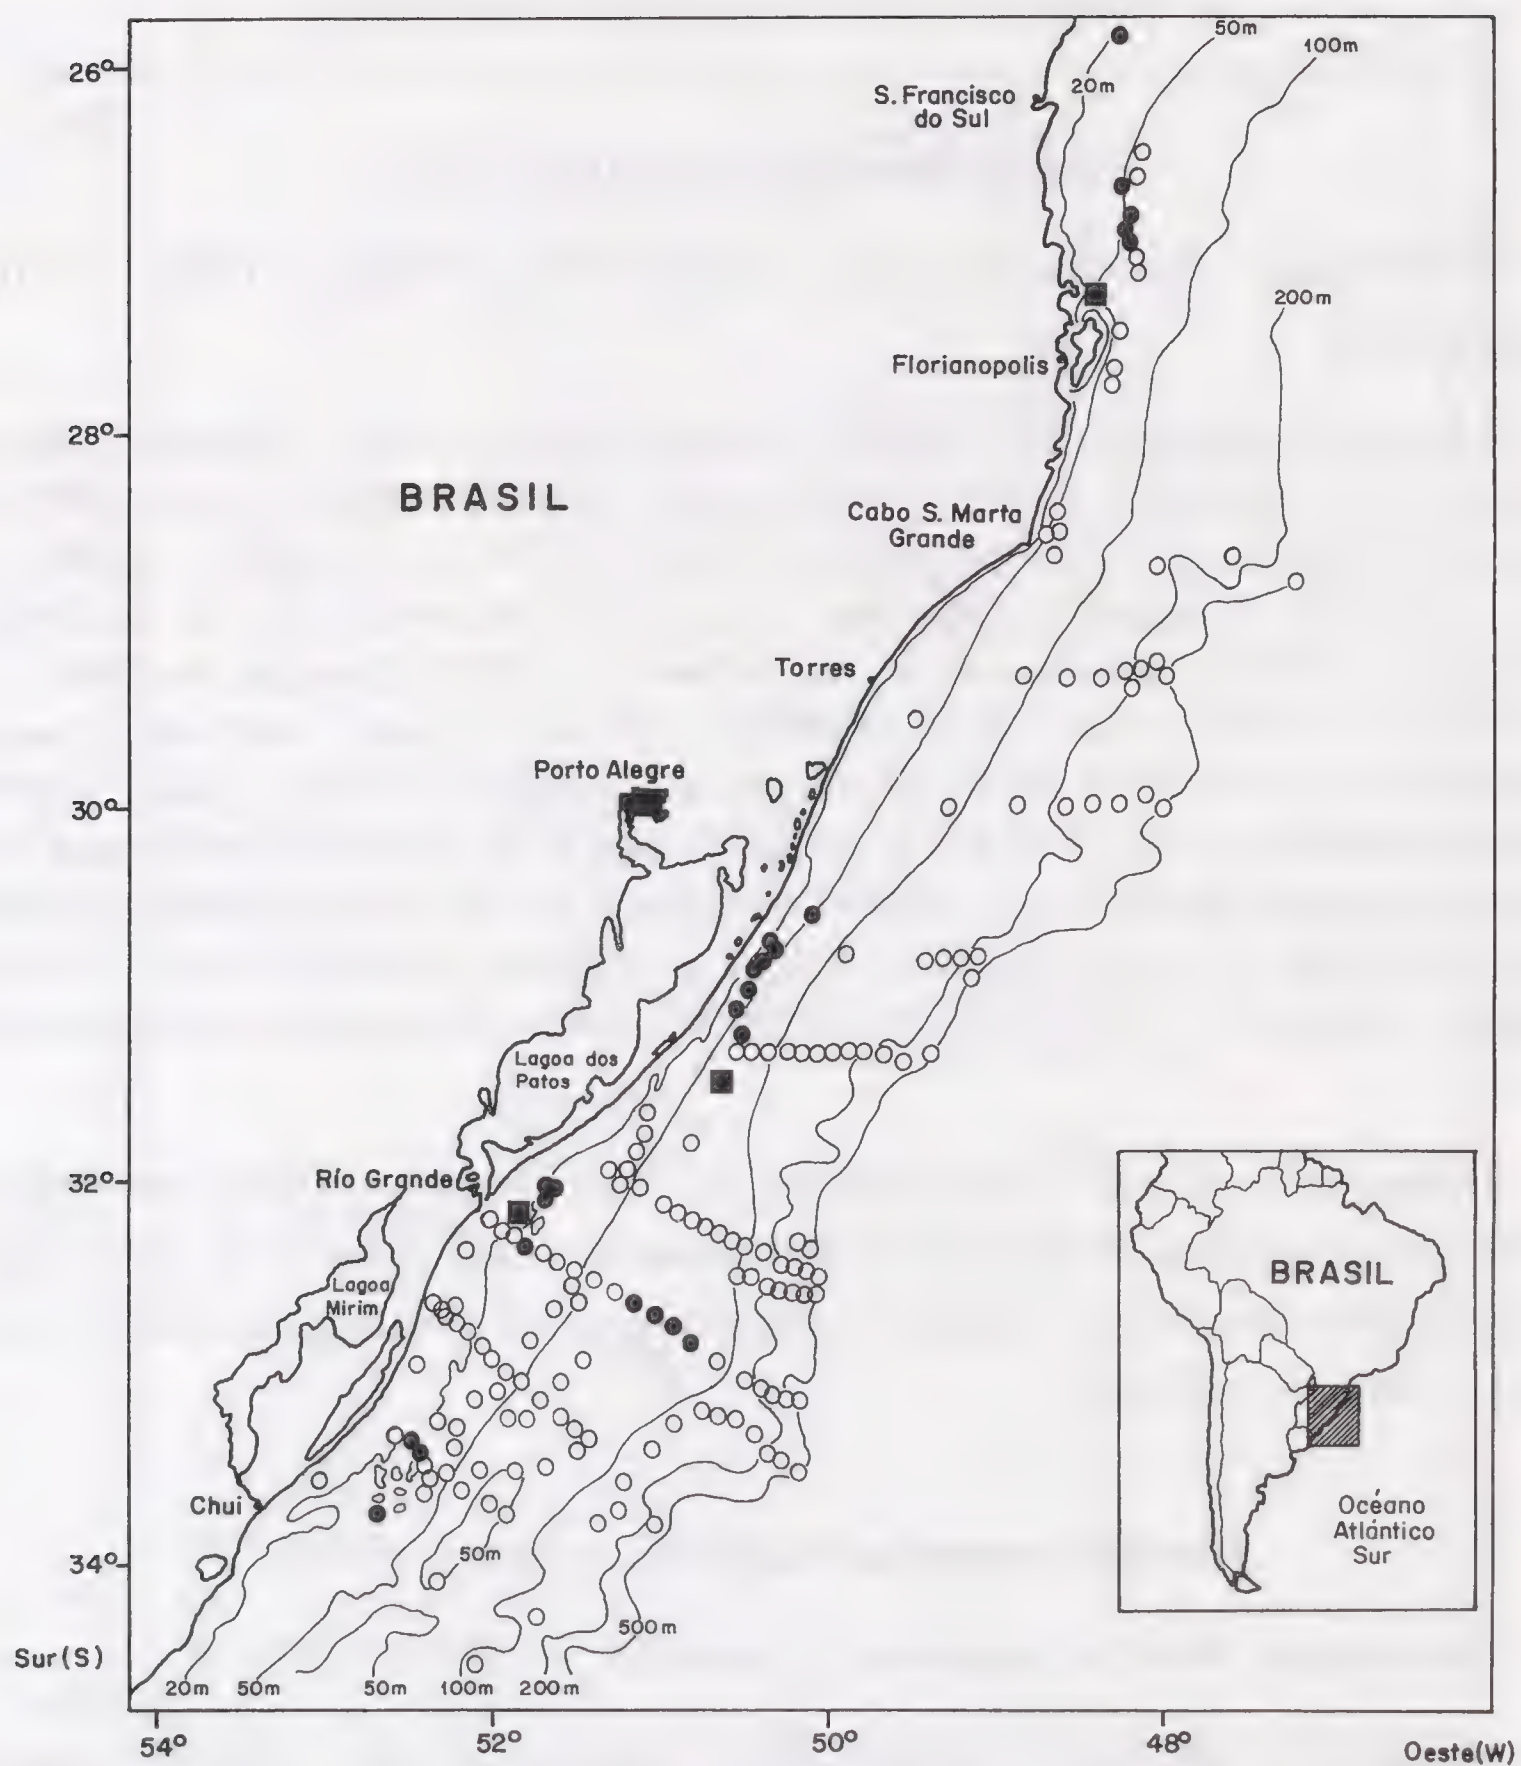 50m
100m
26°
20m
S. Francisco
do Sul
200m
Florianopolis
28°
BRASIL
Cabo S. Marta
Grande
Torres
Porto Alegre
30°
Lagoa dos
Patos
Río Grande
32°
BRASIL
Lagoa
Mirim
Chui
Océano
Atlántico
Sur
50m
34°
500m
Sur(S)
20m
50m
50m
100m
200m
54°
52°
50°
48°
Oeste(W)